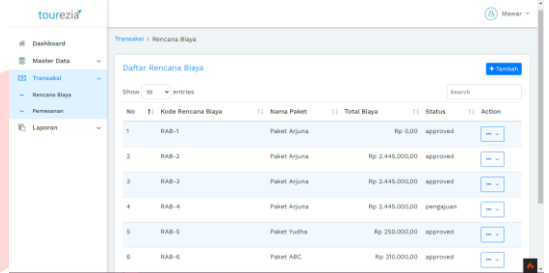 tourezia
Mawar
Dashboard
Master Data
Transaksi
Rencana Biaya
Pemesanan
Laporan
Transaksi > Rencana Biaya
Daftar Rencana Biaya
+ Tambah
Show 10 entries
Search
No Kode Rencana Biaya Nama Paket Total Biaya Status Action
1 RAB-1 Paket Arjuna Rp 0,00 approved
2 RAB-2 Paket Arjuna Rp 2.445.000,00 approved
3 RAB-3 Paket Arjuna Rp 2.445.000,00 approved
4 RAB-4 Paket Arjuna Rp 2.445.000,00 pengajuan
5 RAB-5 Paket Yudha Rp 250.000,00 approved
6 RAB-6 Paket ABC Rp 310.000,00 approved